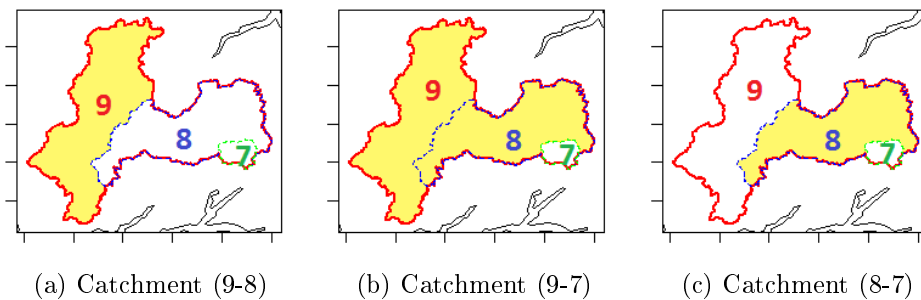 9 8 7
9 8 7
9 8 7
(a) Catchment (9-8)
(b) Catchment (9-7)
(c) Catchment (8-7)